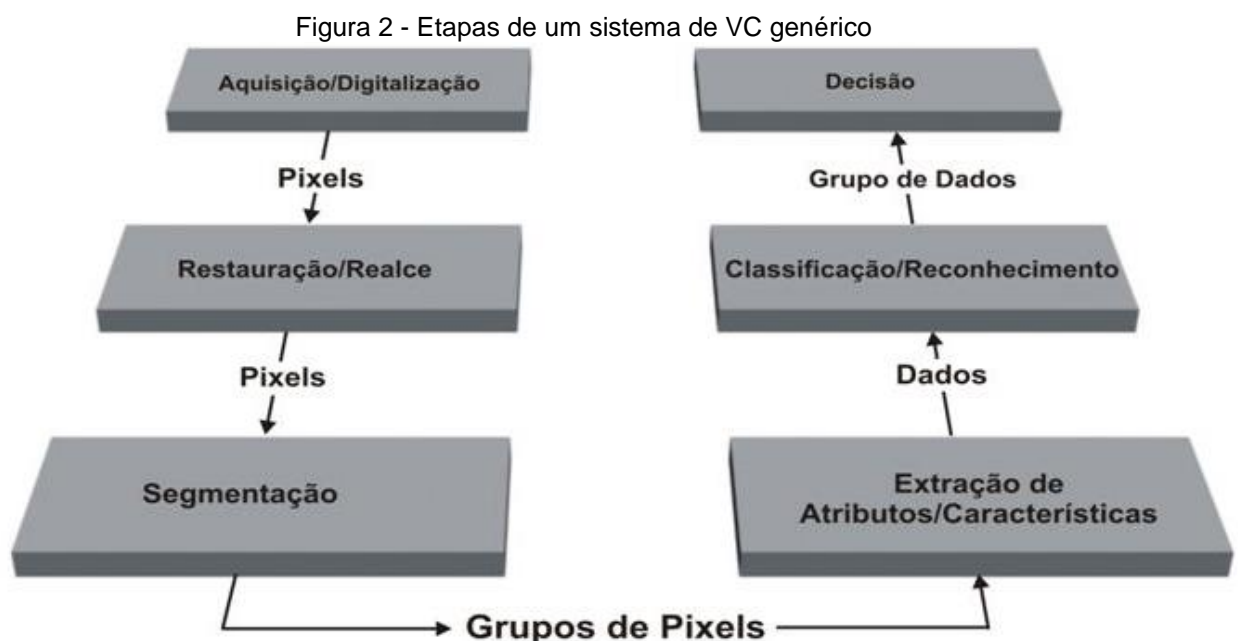 Figura 2 - Etapas de um sistema de VC genérico
Aquisição/Digitalização
Pixels
Restauração/Realce
Pixels
Segmentação
Grupos de Pixels
Extração de
Atributos/Características
Dados
Classificação/Reconhecimento
Grupo de Dados
Decisão